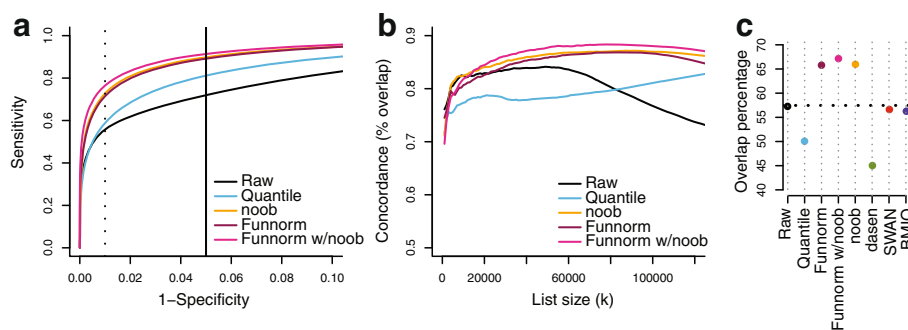 a
Sensitivity
1.0
0.8
0.6
0.4
0.2
0.0
Raw
Quantile
noob
Funnorm
Funnorm w/noob
0.00 0.02 0.04 0.06 0.08 0.10
1−Specificity
b
Concordance (% overlap)
0.9
0.8
0.7
0.6
0.5
Raw
Quantile
noob
Funnorm
Funnorm w/noob
20000 60000 100000
List size (k)
c
Overlap percentage
70
65
60
55
50
45
40
Raw
Quantile
Funnorm
Funnorm w/noob
noob
dasen
SWAN
BMIQ